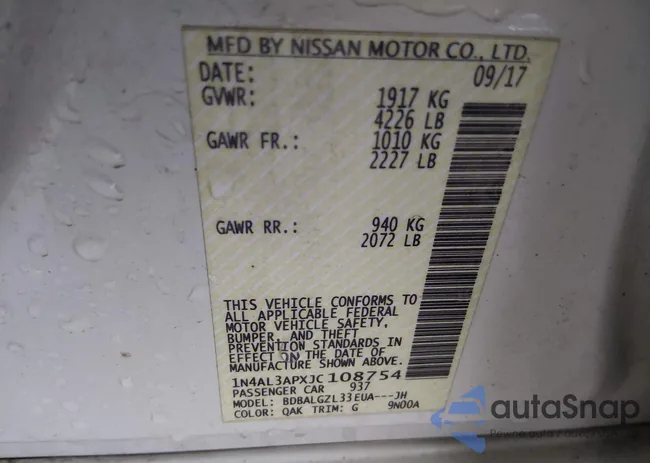 MFD BY NISSAN MOTOR CO., LTD.
DATE: 09/17
GVWR: 1917 KG
4226 LB
GAWR FR.: 1010 KG
2227 LB
GAWR RR.: 940 KG
2072 LB
THIS VEHICLE CONFORMS TO
ALL APPLICABLE FEDERAL
MOTOR VEHICLE SAFETY,
BUMPER, AND THEFT
PREVENTION STANDARDS IN
EFFECT ON THE DATE OF
MANUFACTURE SHOWN ABOVE.
1N4AL3APXJC108754
PASSENGER CAR 937
MODEL: BDBALGZL33EUA---JH
COLOR: QAK TRIM: G 9N00A
autoSnap
Pewne auta z auto